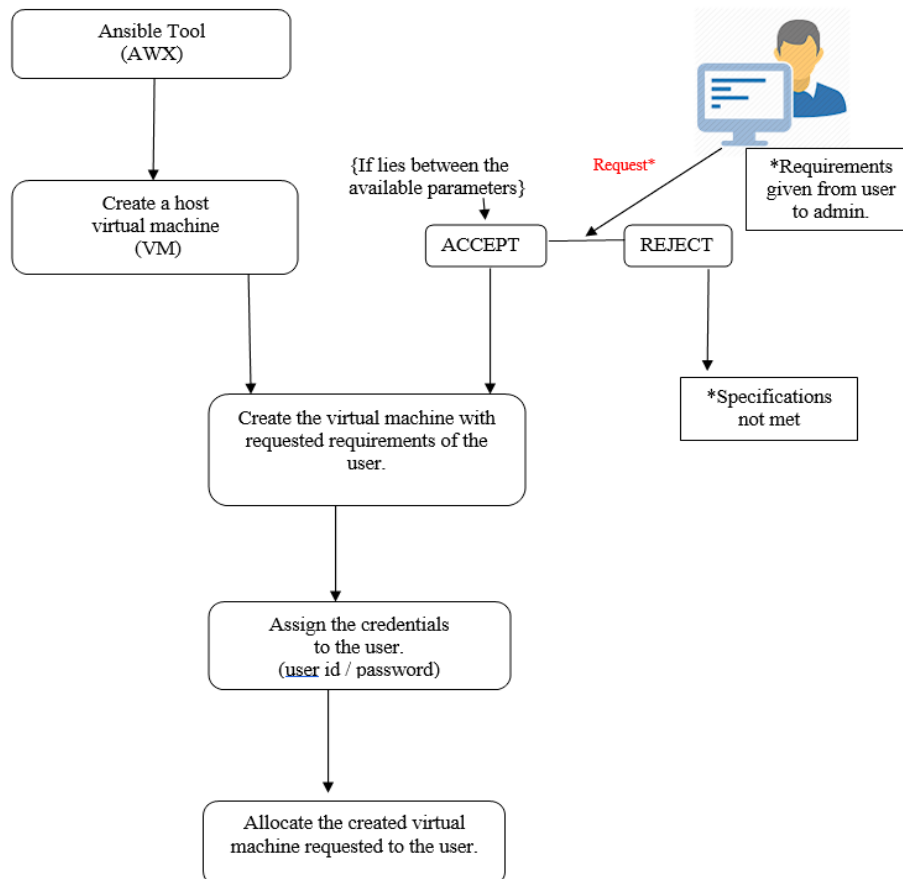 Ansible Tool
(AWX)
{If lies between the
available parameters}
Request*
*Requirements
given from user
to admin.
Create a host
virtual machine
(VM)
ACCEPT
REJECT
*Specifications
not met
Create the virtual machine with
requested requirements of the
user.
Assign the credentials
to the user.
(user id / password)
Allocate the created virtual
machine requested to the user.